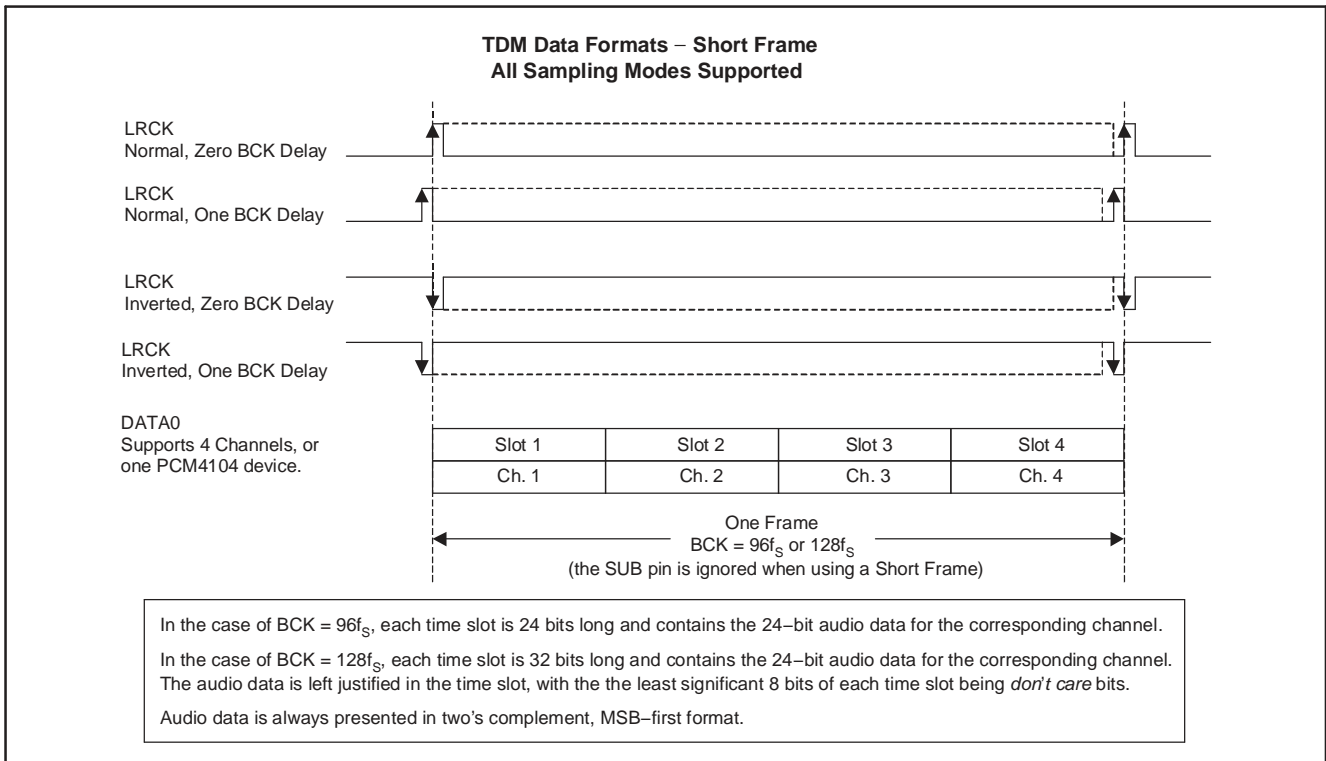 TDM Data Formats − Short Frame
All Sampling Modes Supported
LRCK
Normal, Zero BCK Delay
LRCK
Normal, One BCK Delay
LRCK
Inverted, Zero BCK Delay
LRCK
Inverted, One BCK Delay
DATA0
Supports 4 Channels, or
one PCM4104 device.
Slot 1 Slot 2 Slot 3 Slot 4
Ch. 1 Ch. 2 Ch. 3 Ch. 4
One Frame
BCK = 96fS or 128fS
(the SUB pin is ignored when using a Short Frame)
In the case of BCK = 96fS, each time slot is 24 bits long and contains the 24−bit audio data for the corresponding channel.
In the case of BCK = 128fS, each time slot is 32 bits long and contains the 24−bit audio data for the corresponding channel.
The audio data is left justified in the time slot, with the the least significant 8 bits of each time slot being don't care bits.
Audio data is always presented in two's complement, MSB−first format.